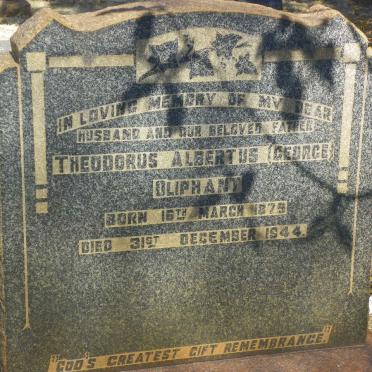 IN LOVING MEMORY OF MY DEAR
HUSBAND AND OUR BELOVED FATHER
THEODORUS ALBERTUS (GEORGE)
OLIPHANT
BORN 16TH MARCH 1873
DIED 31ST DECEMBER 1944
"GOD'S GREATEST GIFT REMEMBRANCE."